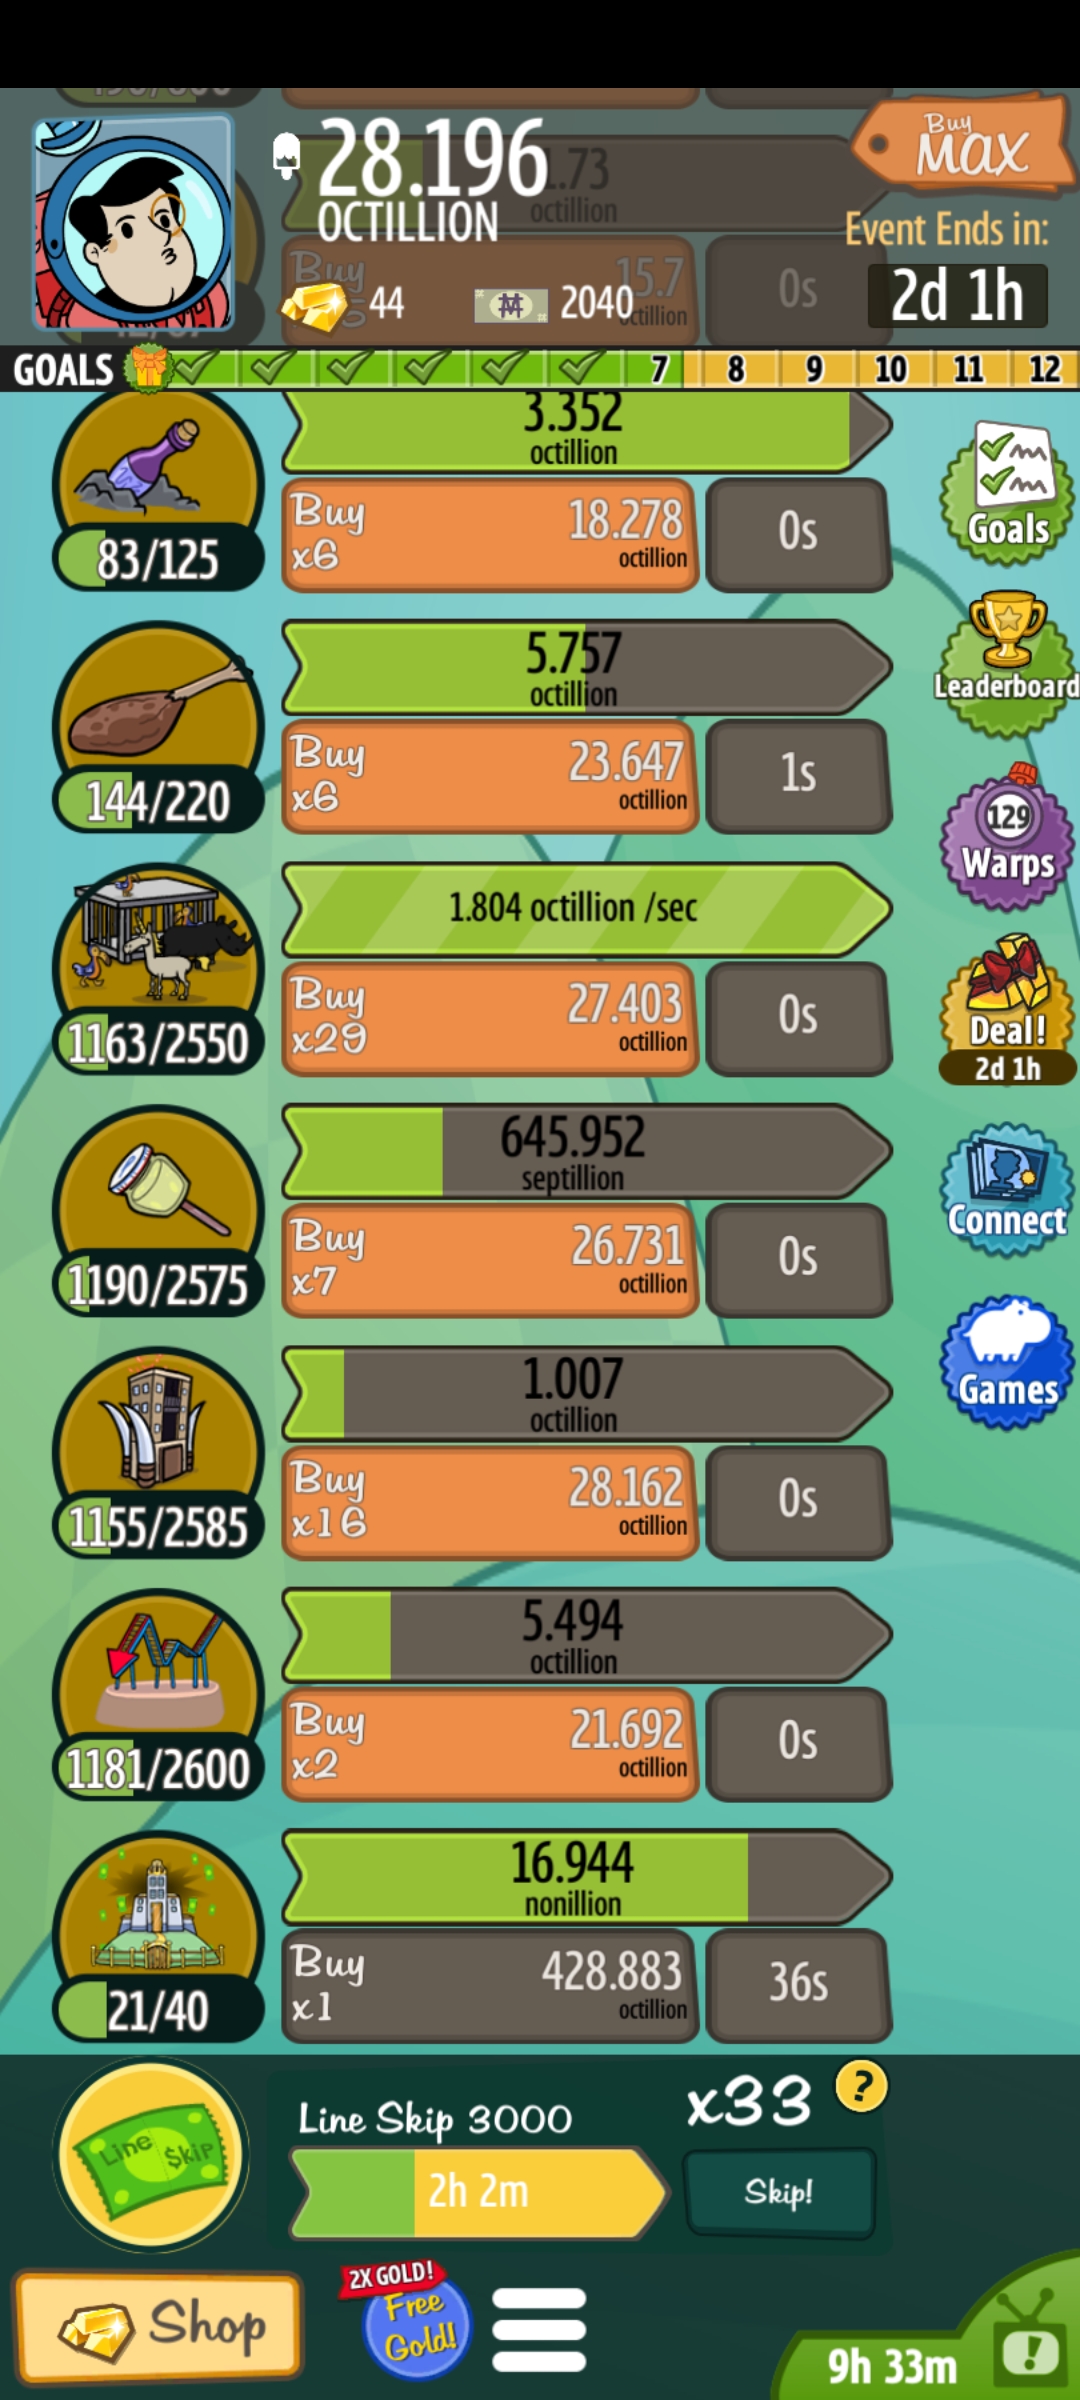 28.196
OCTILLION
Buy
MAX
1.73
octillion
Event Ends in:
2d 1h
Buy
15.7
octillion
0s
44
2040
GOALS
7
8
9
10
11
12
3.352
octillion
Buy
x6
18.278
octillion
0s
83/125
Goals
5.757
octillion
Buy
x6
23.647
octillion
1s
144/220
Leaderboard
1.804 octillion /sec
Buy
x29
27.403
octillion
0s
1163/2550
129
Warps
Deal!
2d 1h
645.952
septillion
Buy
x7
26.731
octillion
0s
1190/2575
Connect
1.007
octillion
Buy
x16
28.162
octillion
0s
1155/2585
Games
5.494
octillion
Buy
x2
21.692
octillion
0s
1181/2600
16.944
nonillion
Buy
x1
428.883
octillion
36s
21/40
Line $kip
Line Skip 3000
x33
?
2h 2m
Skip!
Shop
2X GOLD!
Free
Gold!
9h 33m
!